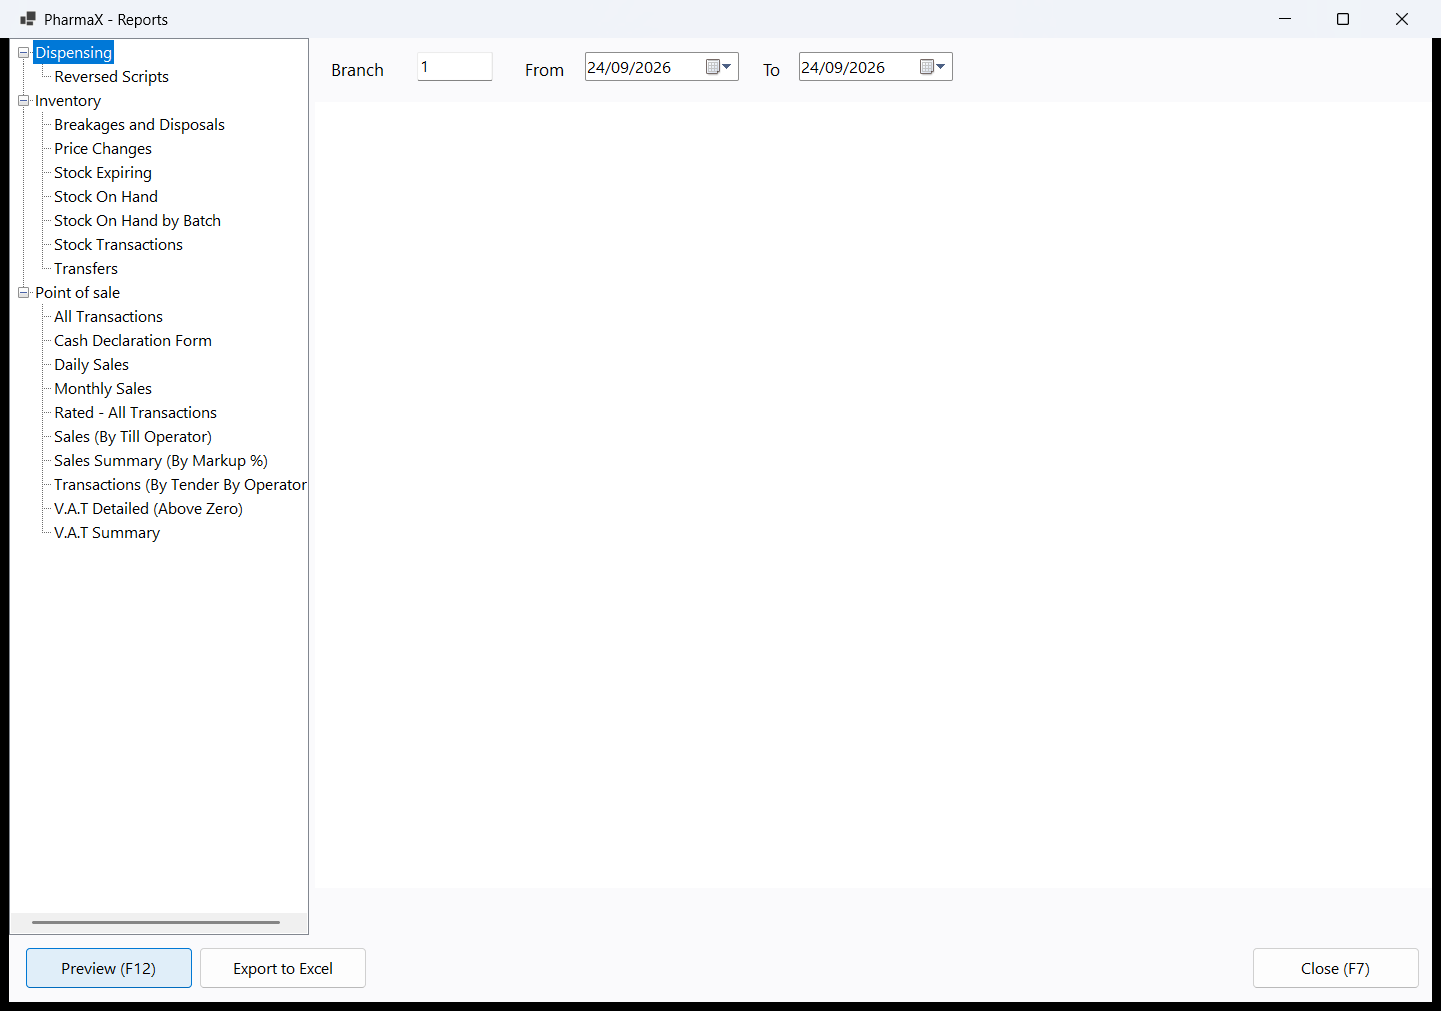 PharmaX - Reports
Branch 1 From 24/09/2026 To 24/09/2026
Dispensing
Reversed Scripts
Inventory
Breakages and Disposals
Price Changes
Stock Expiring
Stock On Hand
Stock On Hand by Batch
Stock Transactions
Transfers
Point of sale
All Transactions
Cash Declaration Form
Daily Sales
Monthly Sales
Rated - All Transactions
Sales (By Till Operator)
Sales Summary (By Markup %)
Transactions (By Tender By Operator
V.A.T Detailed (Above Zero)
V.A.T Summary
Preview (F12) Export to Excel Close (F7)